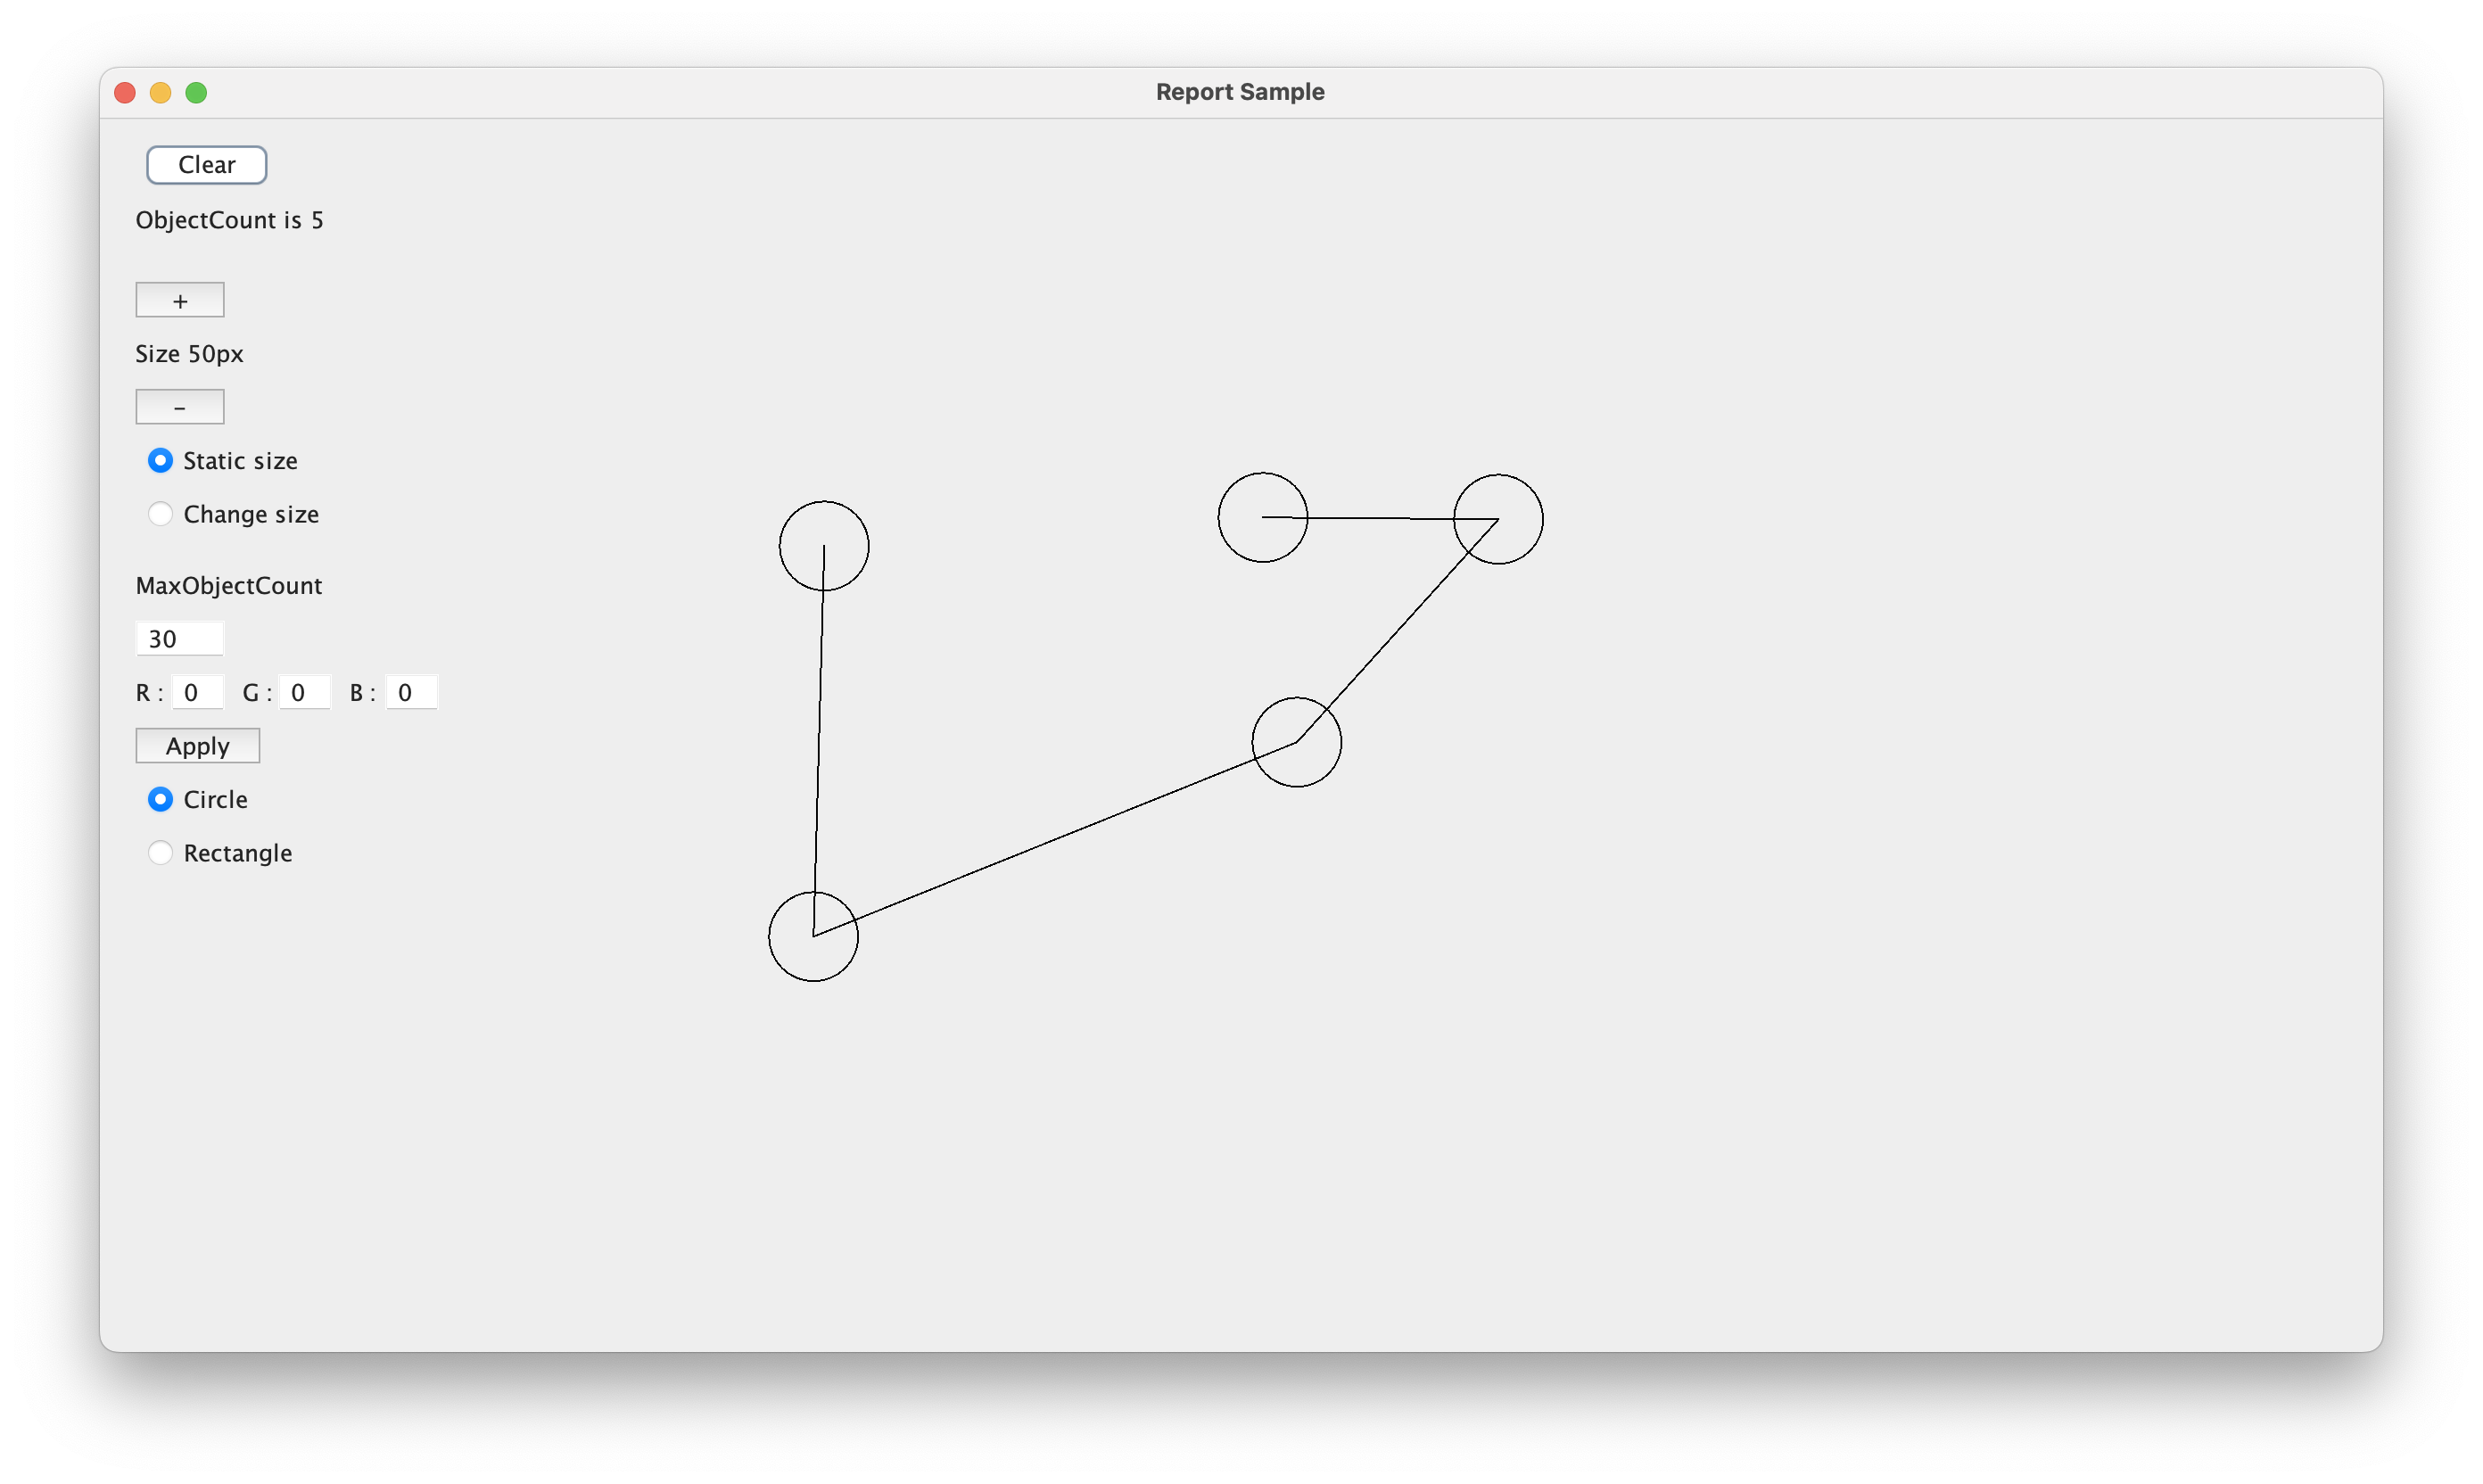 Report Sample
Clear
ObjectCount is 5
+
Size 50px
-
Static size
Change size
MaxObjectCount
30
R : 0 G : 0 B : 0
Apply
Circle
Rectangle